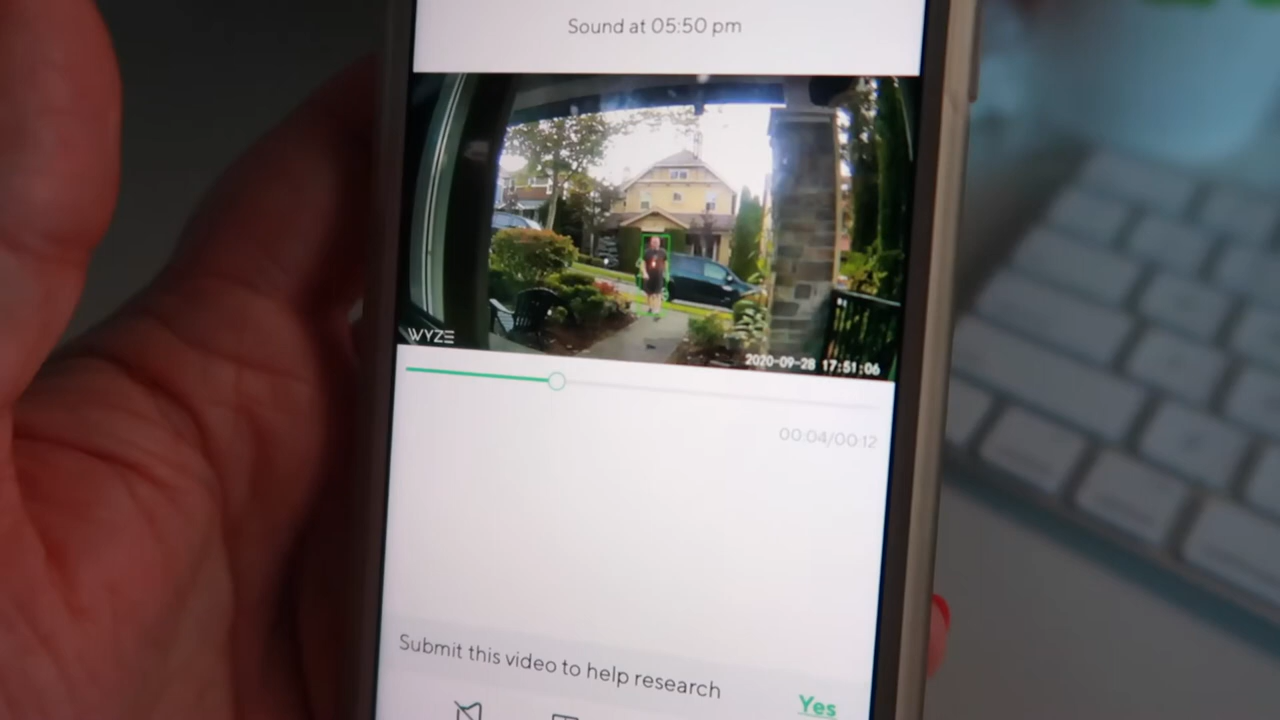 Sound at 05:50 pm
WYZE
2020-09-28 17:51:06
00:04/00:12
Submit this video to help research
Yes